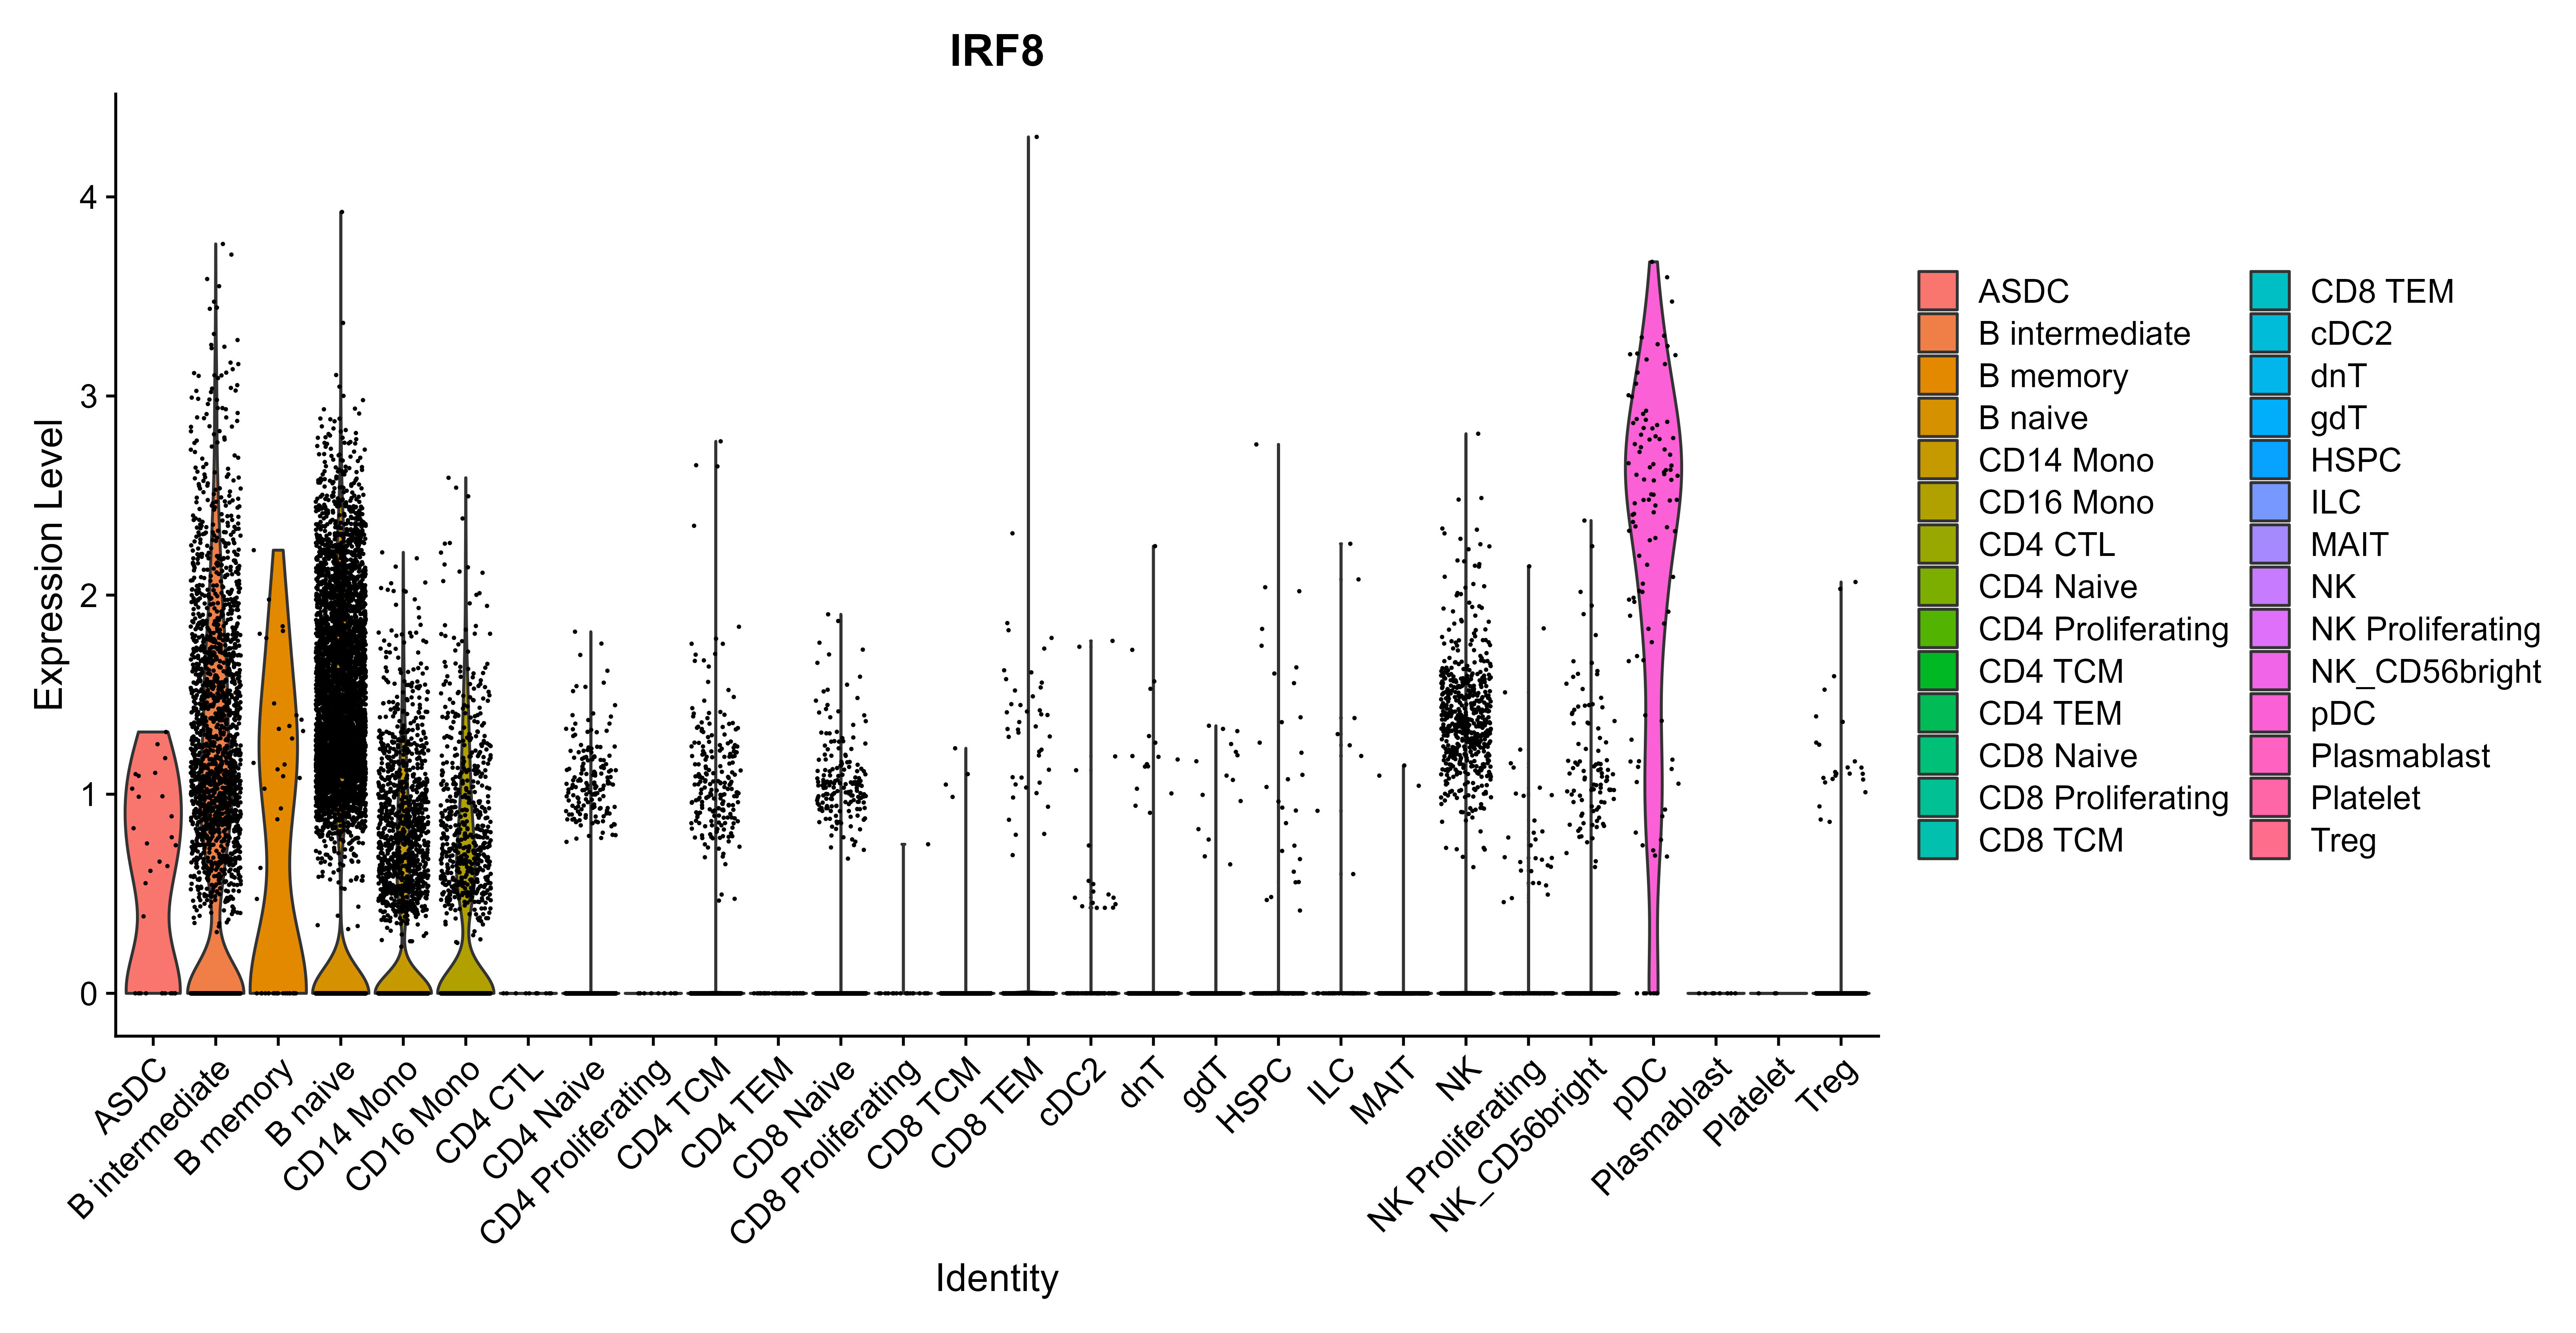 IRF8
Expression Level
4
3
2
1
0
ASDC
B intermediate
B memory
B naive
CD14 Mono
CD16 Mono
CD4 CTL
CD4 Naive
CD4 Proliferating
CD4 TCM
CD4 TEM
CD8 Naive
CD8 Proliferating
CD8 TCM
CD8 TEM
cDC2
dnT
gdT
HSPC
ILC
MAIT
NK
NK Proliferating
NK_CD56bright
pDC
Plasmablast
Platelet
Treg
Identity
ASDC
B intermediate
B memory
B naive
CD14 Mono
CD16 Mono
CD4 CTL
CD4 Naive
CD4 Proliferating
CD4 TCM
CD4 TEM
CD8 Naive
CD8 Proliferating
CD8 TCM
CD8 TEM
cDC2
dnT
gdT
HSPC
ILC
MAIT
NK
NK Proliferating
NK_CD56bright
pDC
Plasmablast
Platelet
Treg